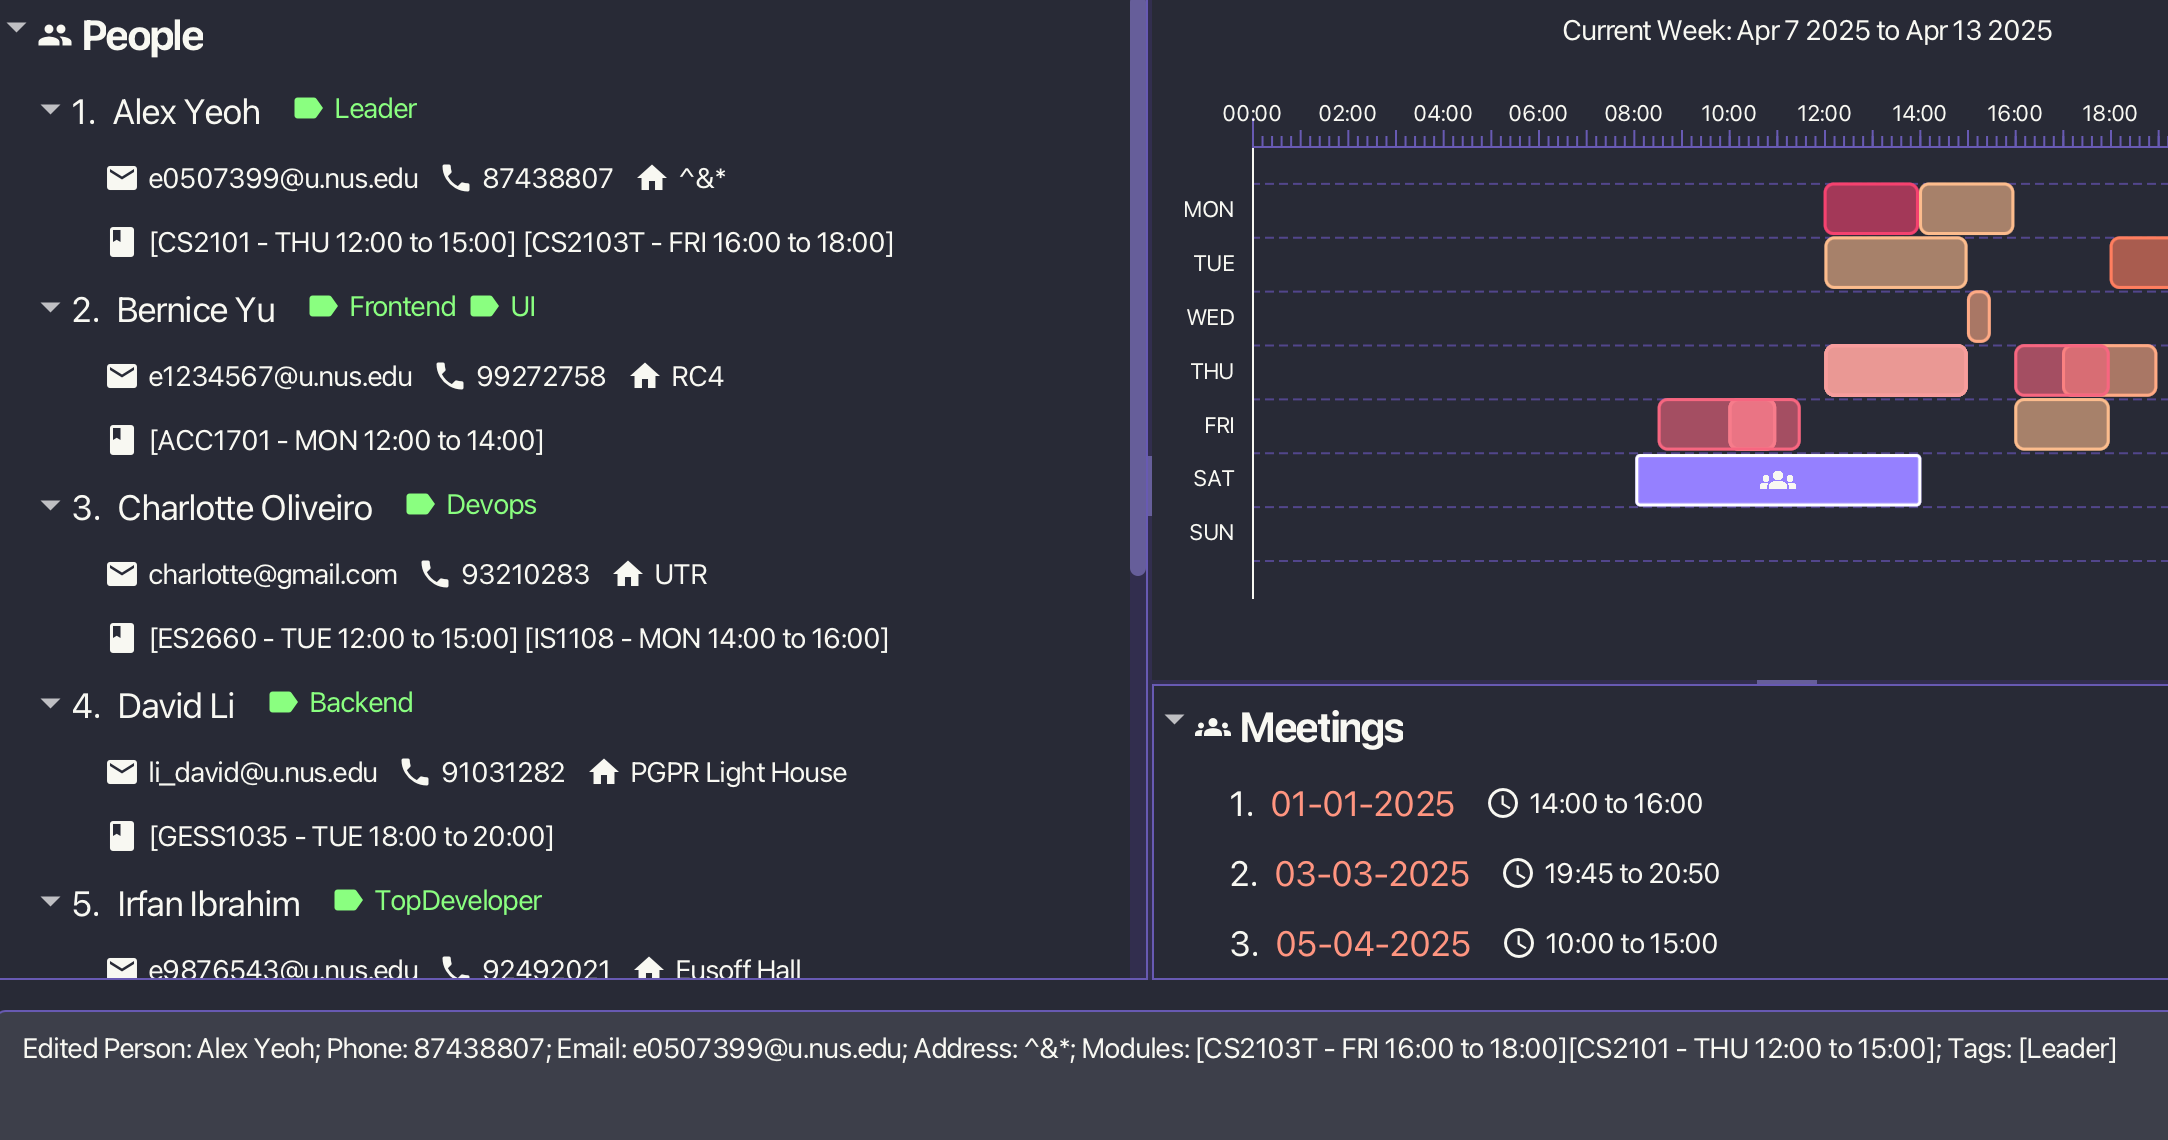 People
1. Alex Yeoh Leader
e0507399@u.nus.edu 87438807 ^&*
[CS2101 - THU 12:00 to 15:00] [CS2103T - FRI 16:00 to 18:00]
2. Bernice Yu Frontend UI
e1234567@u.nus.edu 99272758 RC4
[ACC1701 - MON 12:00 to 14:00]
3. Charlotte Oliveiro Devops
charlotte@gmail.com 93210283 UTR
[ES2660 - TUE 12:00 to 15:00] [IS1108 - MON 14:00 to 16:00]
4. David Li Backend
li_david@u.nus.edu 91031282 PGPR Light House
[GESS1035 - TUE 18:00 to 20:00]
5. Irfan Ibrahim TopDeveloper
e9876543@u.nus.edu 92492021 Eusoff Hall
Current Week: Apr 7 2025 to Apr 13 2025
00:00 02:00 04:00 06:00 08:00 10:00 12:00 14:00 16:00 18:00
MON
TUE
WED
THU
FRI
SAT
SUN
Meetings
1. 01-01-2025 14:00 to 16:00
2. 03-03-2025 19:45 to 20:50
3. 05-04-2025 10:00 to 15:00
Edited Person: Alex Yeoh; Phone: 87438807; Email: e0507399@u.nus.edu; Address: ^&*; Modules: [CS2103T - FRI 16:00 to 18:00][CS2101 - THU 12:00 to 15:00]; Tags: [Leader]